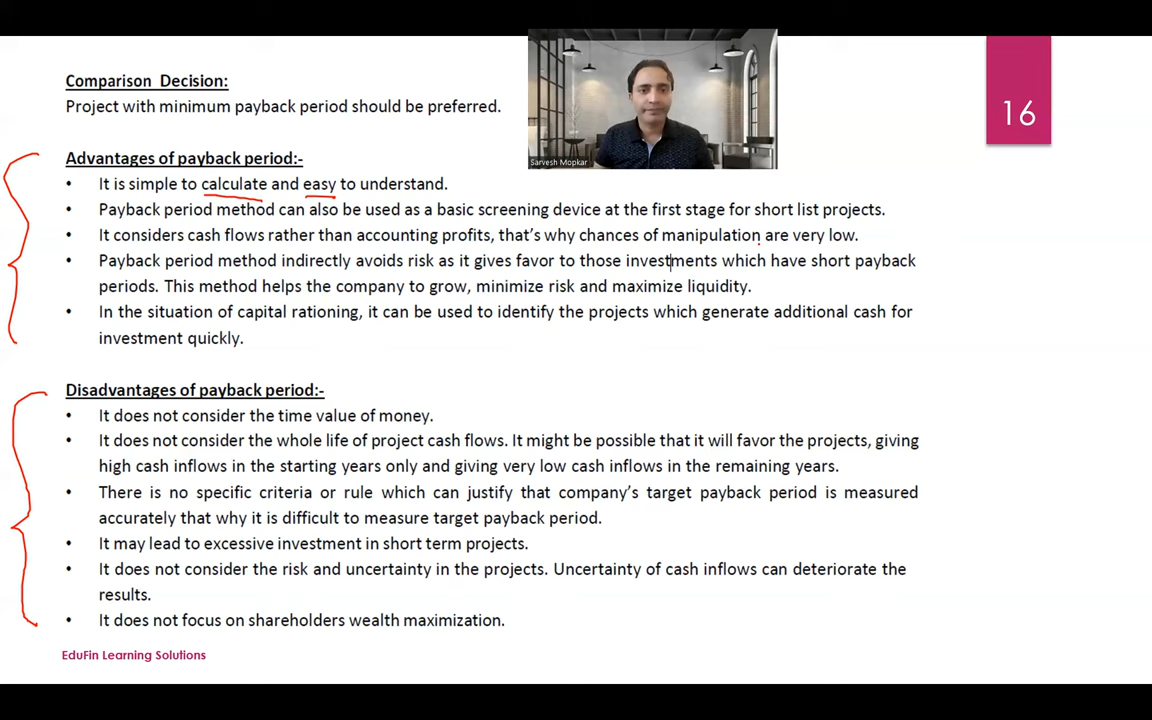 Comparison Decision:
Project with minimum payback period should be preferred.
16
Sarvesh Mopkar
Advantages of payback period:-
• It is simple to calculate and easy to understand.
• Payback period method can also be used as a basic screening device at the first stage for short list projects.
• It considers cash flows rather than accounting profits, that's why chances of manipulation are very low.
• Payback period method indirectly avoids risk as it gives favor to those investments which have short payback
periods. This method helps the company to grow, minimize risk and maximize liquidity.
• In the situation of capital rationing, it can be used to identify the projects which generate additional cash for
investment quickly.
Disadvantages of payback period:-
• It does not consider the time value of money.
• It does not consider the whole life of project cash flows. It might be possible that it will favor the projects, giving
high cash inflows in the starting years only and giving very low cash inflows in the remaining years.
• There is no specific criteria or rule which can justify that company's target payback period is measured
accurately that why it is difficult to measure target payback period.
• It may lead to excessive investment in short term projects.
• It does not consider the risk and uncertainty in the projects. Uncertainty of cash inflows can deteriorate the
results.
• It does not focus on shareholders wealth maximization.
EduFin Learning Solutions